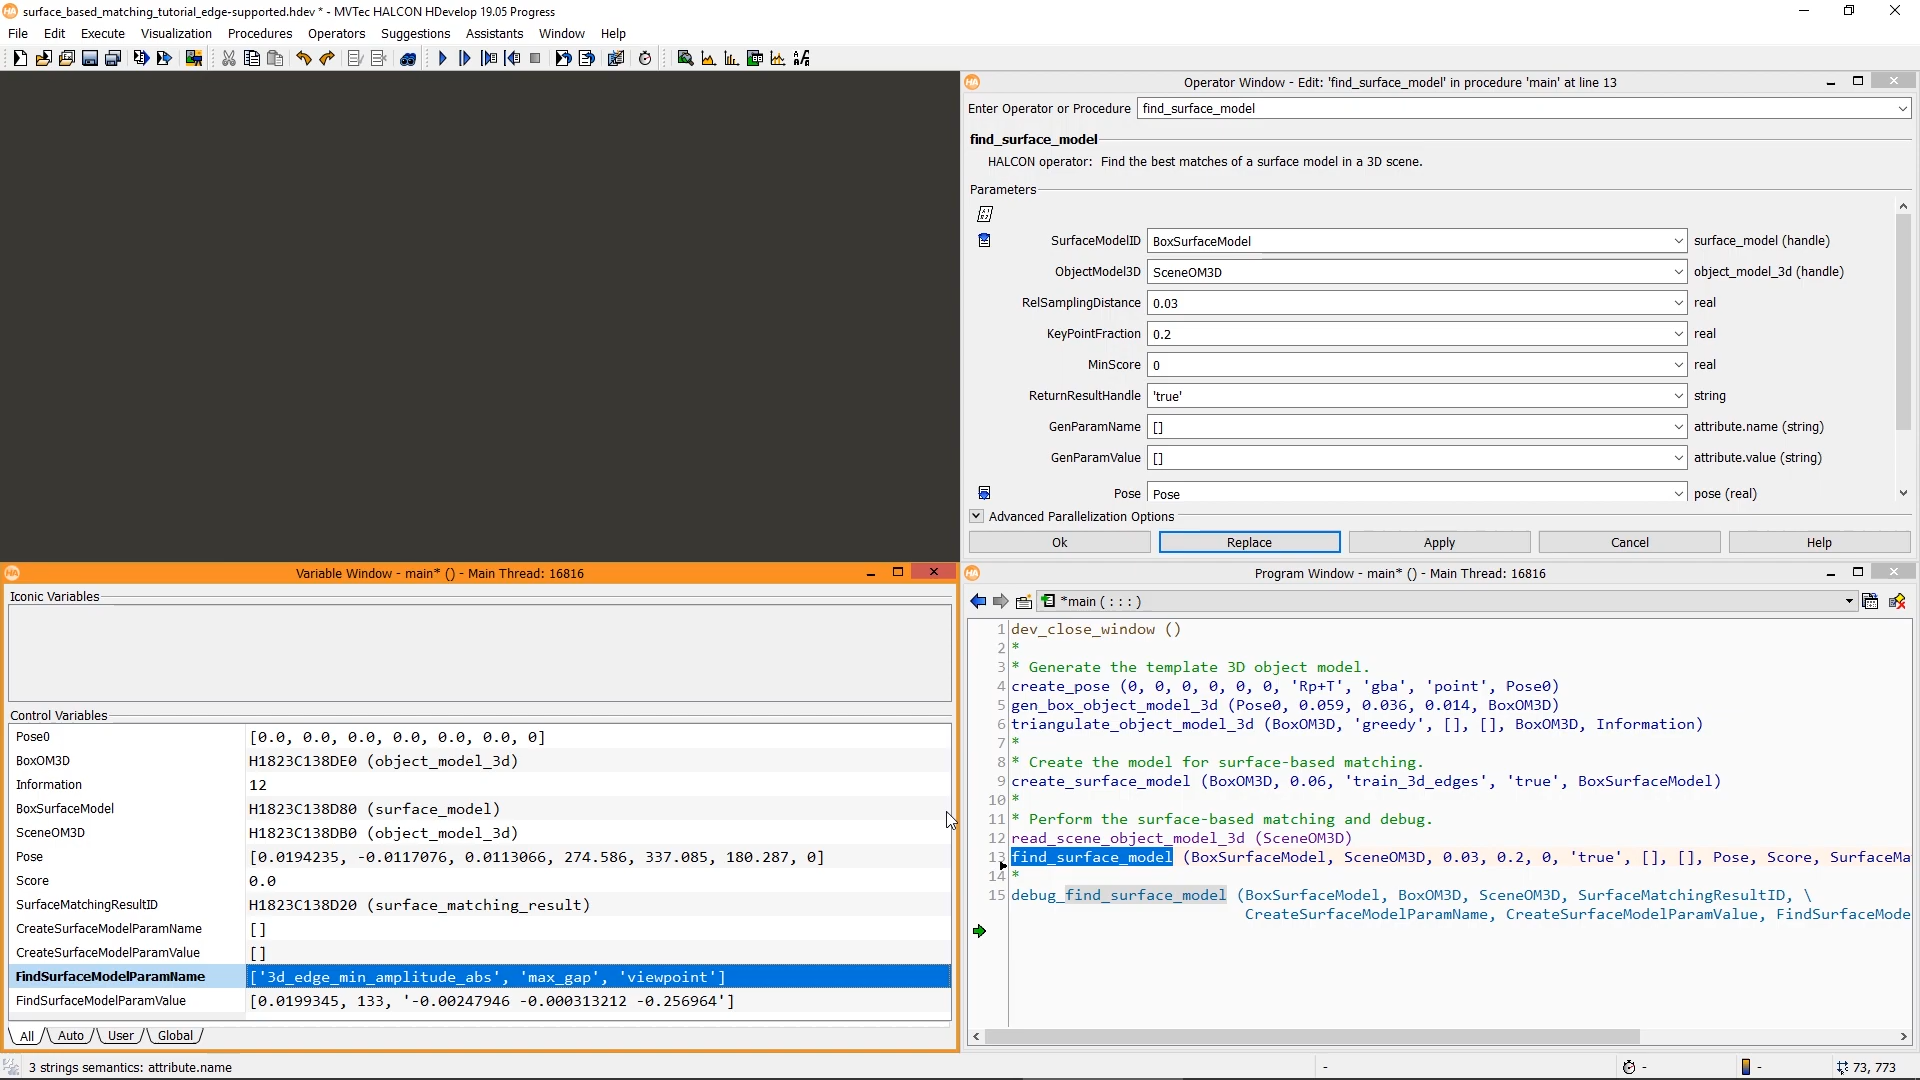 surface_based_matching_tutorial_edge-supported.hdev * - MVTec HALCON HDevelop 19.05 Progress
File Edit Execute Visualization Procedures Operators Suggestions Assistants Window Help
Operator Window - Edit: 'find_surface_model' in procedure 'main' at line 13
Enter Operator or Procedure find_surface_model
find_surface_model
HALCON operator: Find the best matches of a surface model in a 3D scene.
Parameters
SurfaceModelID BoxSurfaceModel surface_model (handle)
ObjectModel3D SceneOM3D object_model_3d (handle)
RelSamplingDistance 0.03 real
KeyPointFraction 0.2 real
MinScore 0 real
ReturnResultHandle 'true' string
GenParamName [] attribute.name (string)
GenParamValue [] attribute.value (string)
Pose Pose pose (real)
Advanced Parallelization Options
Ok Replace Apply Cancel Help
Variable Window - main* () - Main Thread: 16816
Iconic Variables
Control Variables
Pose0 [0.0, 0.0, 0.0, 0.0, 0.0, 0.0, 0]
BoxOM3D H1823C138DE0 (object_model_3d)
Information 12
BoxSurfaceModel H1823C138D80 (surface_model)
SceneOM3D H1823C138DB0 (object_model_3d)
Pose [0.0194235, -0.0117076, 0.0113066, 274.586, 337.085, 180.287, 0]
Score 0.0
SurfaceMatchingResultID H1823C138D20 (surface_matching_result)
CreateSurfaceModelParamName []
CreateSurfaceModelParamValue []
FindSurfaceModelParamName ['3d_edge_min_amplitude_abs', 'max_gap', 'viewpoint']
FindSurfaceModelParamValue [0.0199345, 133, '-0.00247946 -0.000313212 -0.256964']
All Auto User Global
Program Window - main* () - Main Thread: 16816
*main ( : : : )
1 dev_close_window ()
2 *
3 * Generate the template 3D object model.
4 create_pose (0, 0, 0, 0, 0, 0, 'Rp+T', 'gba', 'point', Pose0)
5 gen_box_object_model_3d (Pose0, 0.059, 0.036, 0.014, BoxOM3D)
6 triangulate_object_model_3d (BoxOM3D, 'greedy', [], [], BoxOM3D, Information)
7 *
8 * Create the model for surface-based matching.
9 create_surface_model (BoxOM3D, 0.06, 'train_3d_edges', 'true', BoxSurfaceModel)
10 *
11 * Perform the surface-based matching and debug.
12 read_scene_object_model_3d (SceneOM3D)
13 find_surface_model (BoxSurfaceModel, SceneOM3D, 0.03, 0.2, 0, 'true', [], [], Pose, Score, SurfaceMa
14 *
15 debug_find_surface_model (BoxSurfaceModel, BoxOM3D, SceneOM3D, SurfaceMatchingResultID, \
CreateSurfaceModelParamName, CreateSurfaceModelParamValue, FindSurfaceMode
3 strings semantics: attribute.name
-
-
-
73, 773